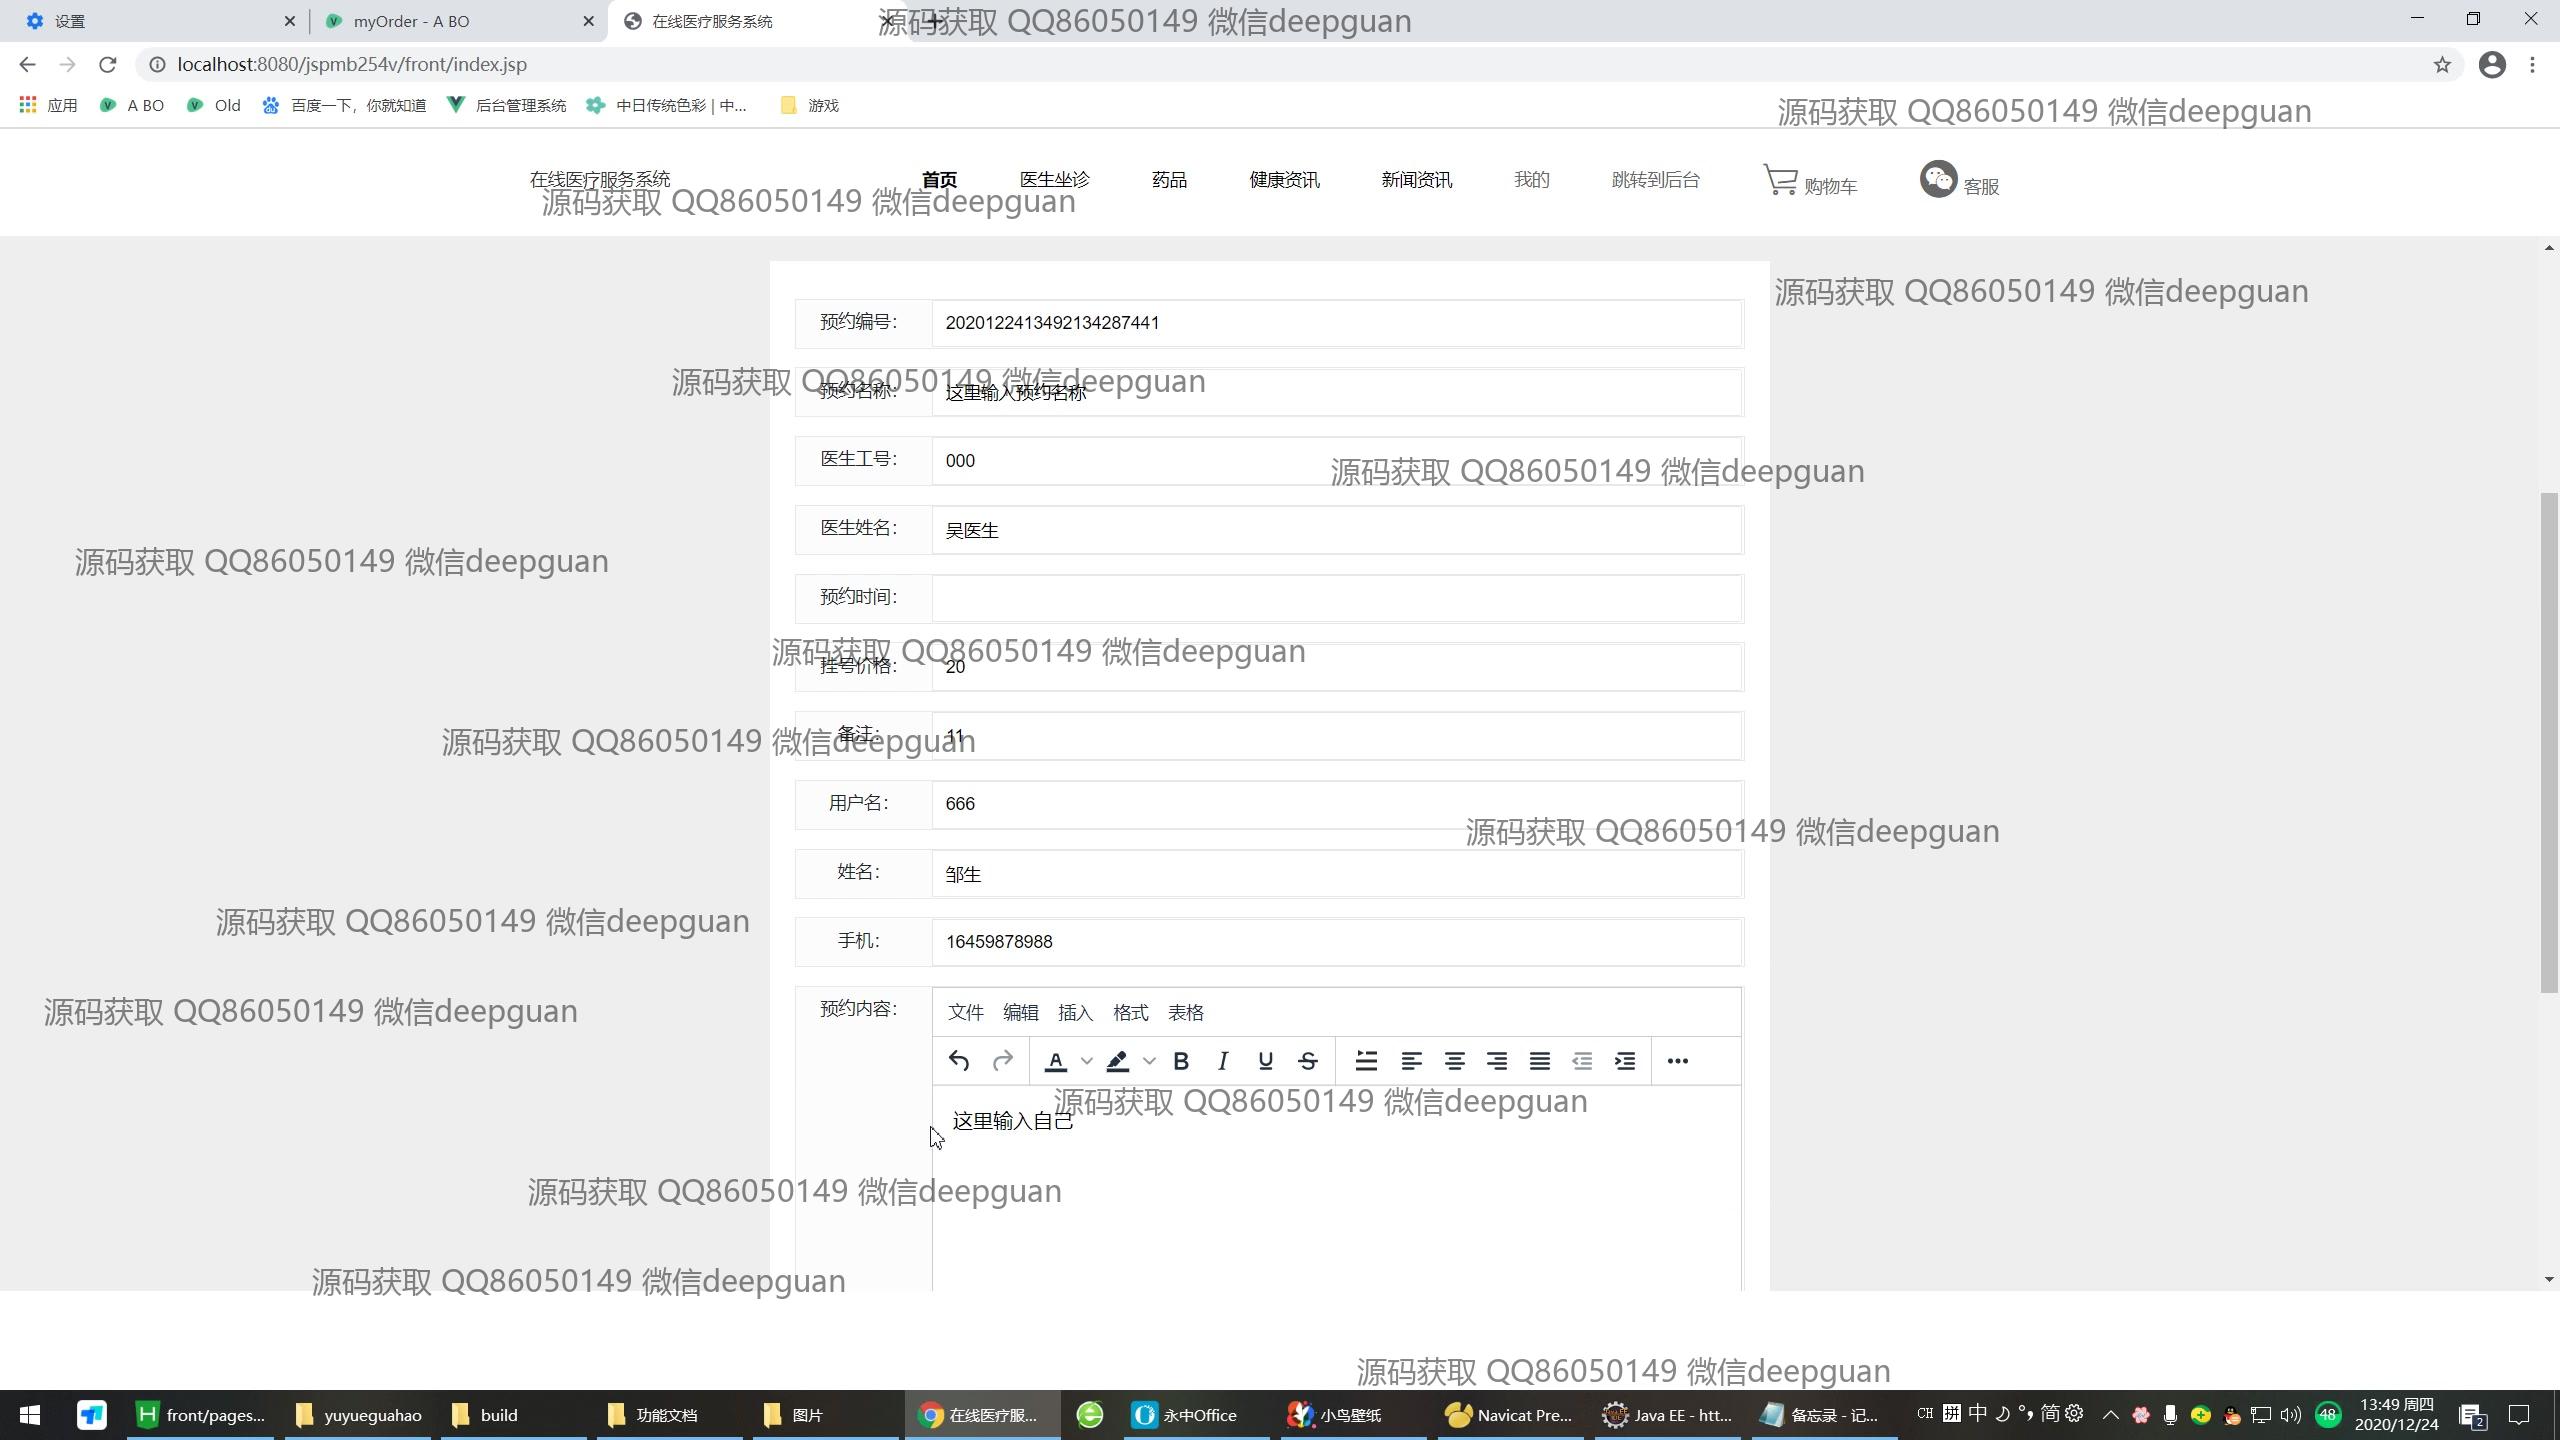 设置
myOrder - A BO
在线医疗服务系统
源码获取 QQ86050149 微信deepguan
localhost:8080/jspmb254v/front/index.jsp
应用
A BO
Old
百度一下，你就知道
后台管理系统
中日传统色彩 | 中...
游戏
源码获取 QQ86050149 微信deepguan
在线医疗服务系统
首页
医生坐诊
药品
健康资讯
新闻资讯
我的
跳转到后台
购物车
客服
源码获取 QQ86050149 微信deepguan
源码获取 QQ86050149 微信deepguan
预约编号：
2020122413492134287441
源码获取 QQ86050149 微信deepguan
预约名称：
这里输入预约名称
医生工号：
000
源码获取 QQ86050149 微信deepguan
医生姓名：
吴医生
源码获取 QQ86050149 微信deepguan
预约时间：
源码获取 QQ86050149 微信deepguan
挂号价格：
20
源码获取 QQ86050149 微信deepguan
备注：
11
用户名：
666
源码获取 QQ86050149 微信deepguan
姓名：
邹生
源码获取 QQ86050149 微信deepguan
手机：
16459878988
源码获取 QQ86050149 微信deepguan
预约内容：
文件 编辑 插入 格式 表格
源码获取 QQ86050149 微信deepguan
这里输入自己
源码获取 QQ86050149 微信deepguan
源码获取 QQ86050149 微信deepguan
源码获取 QQ86050149 微信deepguan
front/pages...
yuyueguahao
build
功能文档
图片
在线医疗服...
永中Office
小鸟壁纸
Navicat Pre...
Java EE - htt...
备忘录 - 记...
CH 拼 中 简
48
13:49 周四
2020/12/24
2